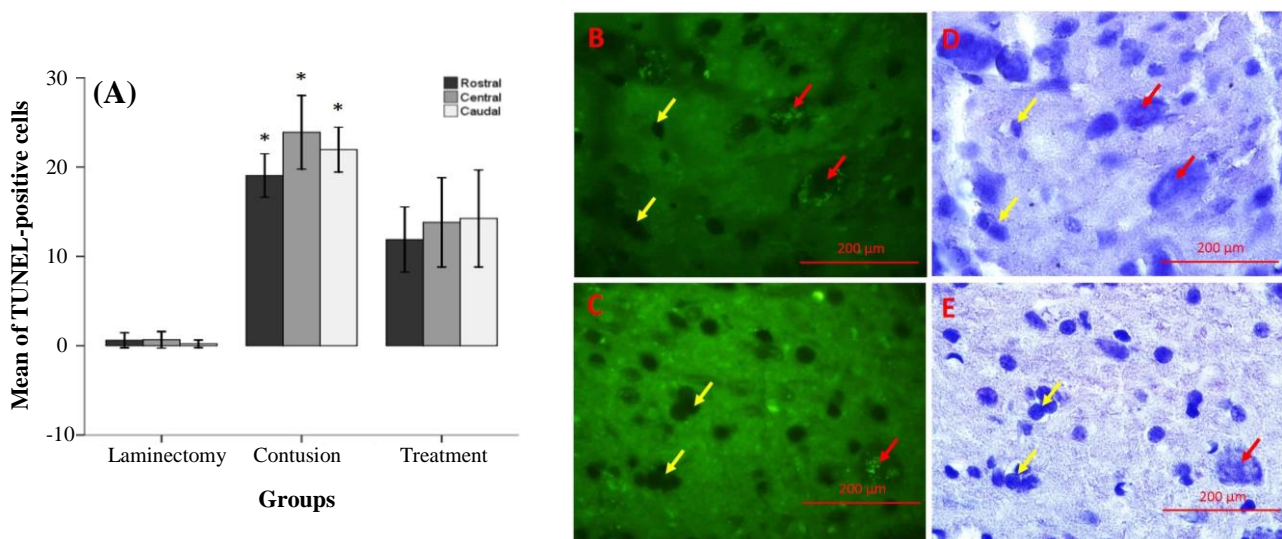 (A)
Mean of TUNEL-positive cells
30
20
10
0
-10
*
*
*
Rostral
Central
Caudal
Laminectomy Contusion Treatment
Groups
B
200 µm
D
200 µm
C
200 µm
E
200 µm